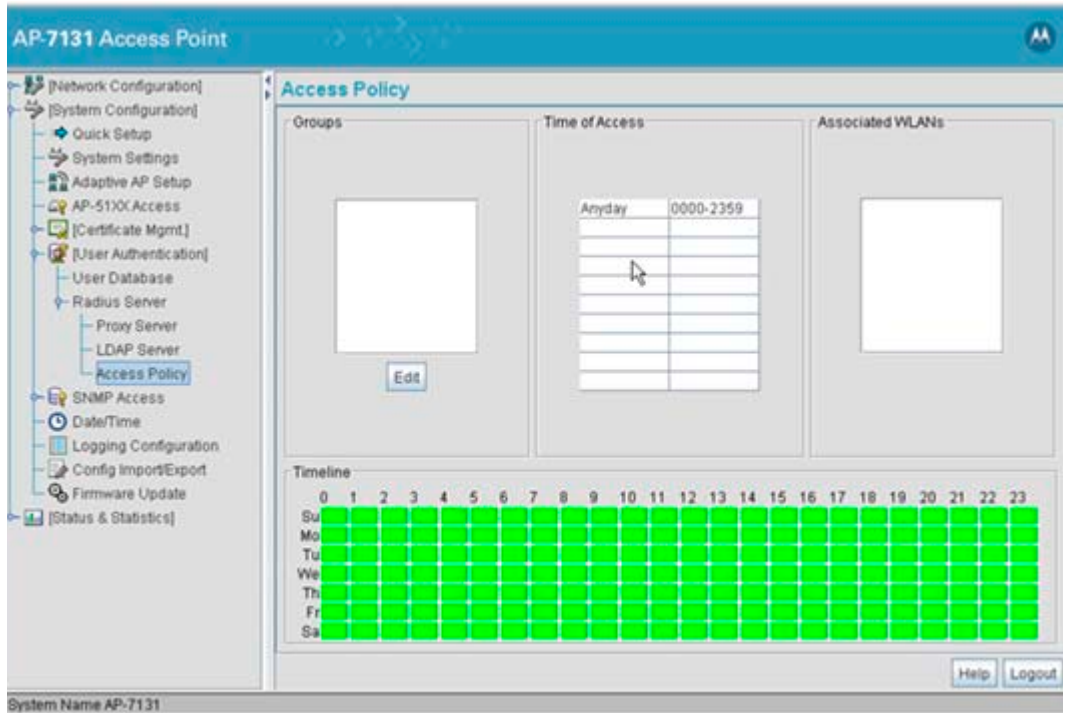 AP-7131 Access Point
[Network Configuration]
[System Configuration]
Quick Setup
System Settings
Adaptive AP Setup
AP-51XX Access
[Certificate Mgmt]
[User Authentication]
User Database
Radius Server
Proxy Server
LDAP Server
Access Policy
SNMP Access
Date/Time
Logging Configuration
Config Import/Export
Firmware Update
[Status & Statistics]
Access Policy
Groups
Edit
Time of Access
Anyday 0000-2359
Associated WLANs
Timeline
0 1 2 3 4 5 6 7 8 9 10 11 12 13 14 15 16 17 18 19 20 21 22 23
Su
Mo
Tu
We
Th
Fr
Sa
Help Logout
System Name AP-7131